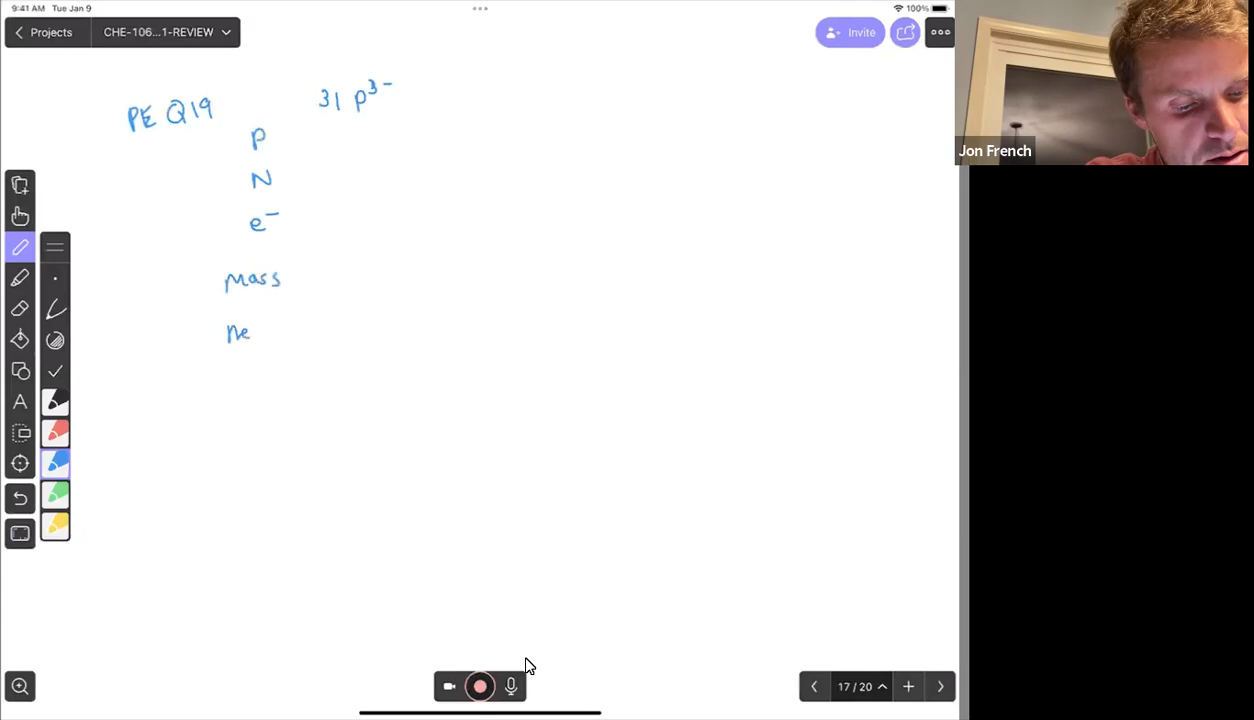 9:41 AM Tue Jan 9
100%
Projects
CHE-106...1-REVIEW
Invite
PE Q19
31 P³⁻
P
N
e⁻
mass
ne
Jon French
A
17 / 20